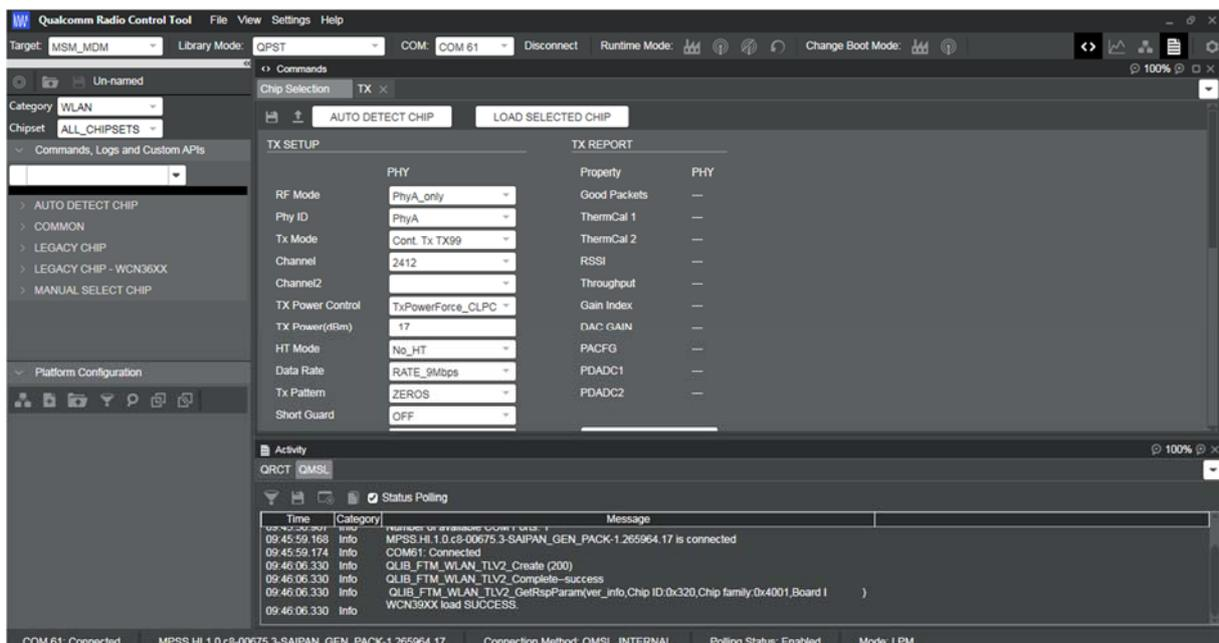 Qualcomm Radio Control Tool File View Settings Help
Target: MSM_MDM Library Mode: QPST COM: COM 61 Disconnect Runtime Mode: Change Boot Mode:
Un-named
Category WLAN
Chipset ALL_CHIPSETS
Commands, Logs and Custom APIs
AUTO DETECT CHIP
COMMON
LEGACY CHIP
LEGACY CHIP - WCN36XX
MANUAL SELECT CHIP
Platform Configuration
Commands 100%
Chip Selection TX
AUTO DETECT CHIP LOAD SELECTED CHIP
TX SETUP TX REPORT
PHY Property PHY
RF Mode PhyA_only Good Packets —
Phy ID PhyA ThermCal 1 —
Tx Mode Cont. Tx TX99 ThermCal 2 —
Channel 2412 RSSI —
Channel2 Throughput —
TX Power Control TxPowerForce_CLPC Gain Index —
TX Power(dBm) 17 DAC GAIN —
HT Mode No_HT PACFG —
Data Rate RATE_9Mbps PDADC1 —
Tx Pattern ZEROS PDADC2 —
Short Guard OFF
Activity 100%
QRCT QMSL
Status Polling
Time Category Message
Info Number of available COM Ports: 1
09:45:59.168 Info MPSS.HI.1.0.c8-00675.3-SAIPAN_GEN_PACK-1.265964.17 is connected
09:45:59.174 Info COM61: Connected
09:46:06.330 Info QLIB_FTM_WLAN_TLV2_Create (200)
09:46:06.330 Info QLIB_FTM_WLAN_TLV2_Complete--success
09:46:06.330 Info QLIB_FTM_WLAN_TLV2_GetRspParam(ver_info,Chip ID:0x320,Chip family:0x4001,Board I )
09:46:06.330 Info WCN39XX load SUCCESS.
COM 61: Connected MPSS.HI.1.0.c8-00675.3-SAIPAN_GEN_PACK-1.265964.17 Connection Method: QMSL_INTERNAL Polling Status: Enabled Mode: LPM